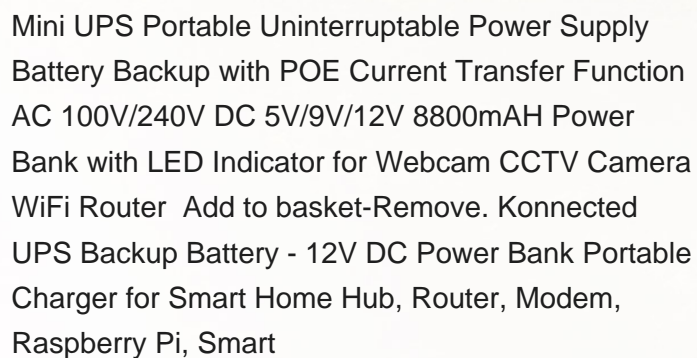 Mini UPS Portable Uninterruptable Power Supply
Battery Backup with POE Current Transfer Function
AC 100V/240V DC 5V/9V/12V 8800mAH Power
Bank with LED Indicator for Webcam CCTV Camera
WiFi Router  Add to basket-Remove. Konnected
UPS Backup Battery - 12V DC Power Bank Portable
Charger for Smart Home Hub, Router, Modem,
Raspberry Pi, Smart